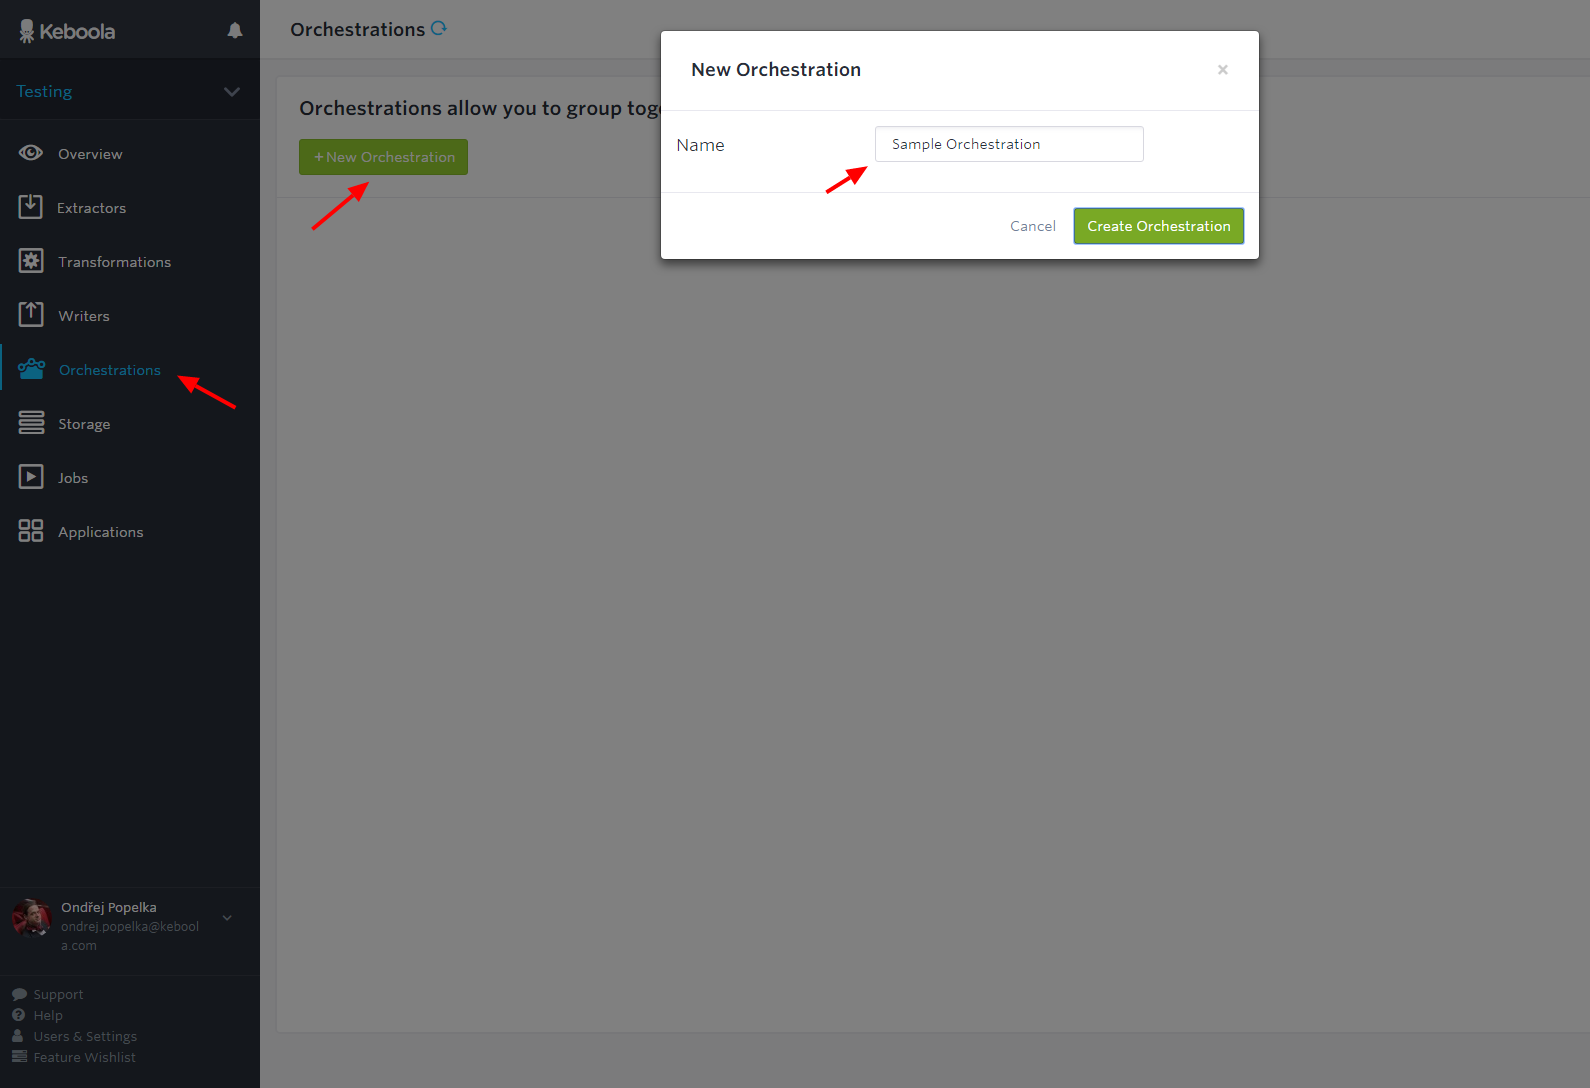 Keboola
Testing
Overview
Extractors
Transformations
Writers
Orchestrations
Storage
Jobs
Applications
Ondřej Popelka
ondrej.popelka@kebool
a.com
Support
Help
Users & Settings
Feature Wishlist
Orchestrations
Orchestrations allow you to group tog
+ New Orchestration
New Orchestration
×
Name
Sample Orchestration
Cancel
Create Orchestration